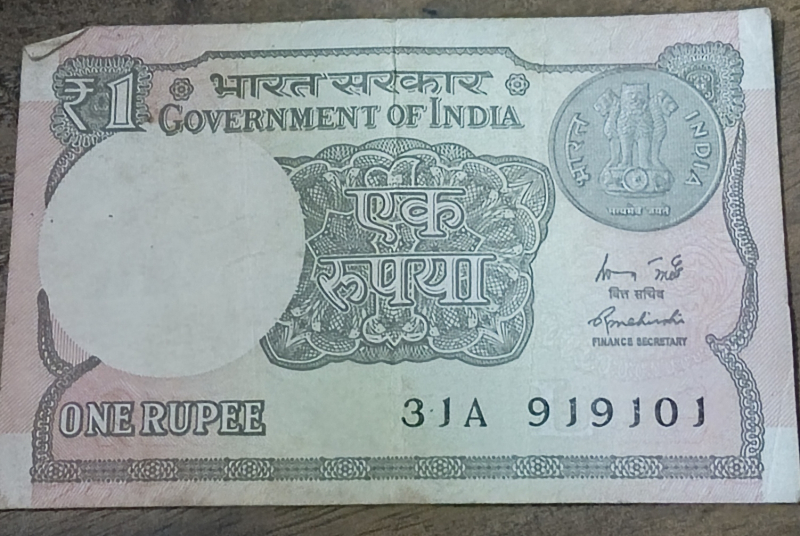 ₹1
भारत सरकार
GOVERNMENT OF INDIA
भारत INDIA
सत्यमेव जयते
एक
रुपया
वित्त सचिव
FINANCE SECRETARY
ONE RUPEE
31A 919101